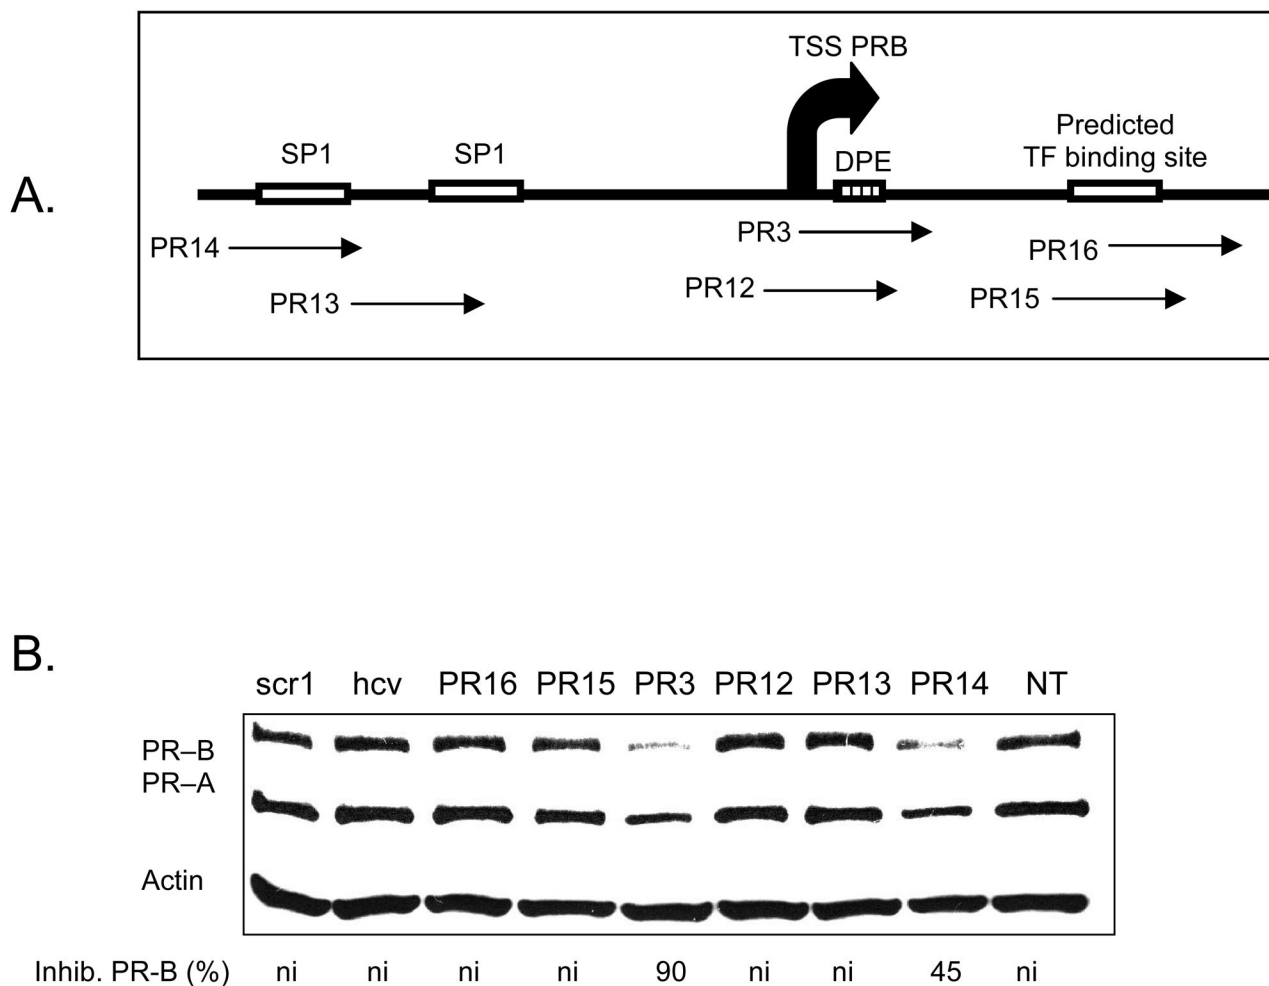 A.
TSS PRB
SP1
SP1
DPE
Predicted
TF binding site
PR14
PR13
PR3
PR12
PR16
PR15
B.
scr1 hcv PR16 PR15 PR3 PR12 PR13 PR14 NT
PR–B
PR–A
Actin
Inhib. PR-B (%) ni ni ni ni 90 ni ni 45 ni